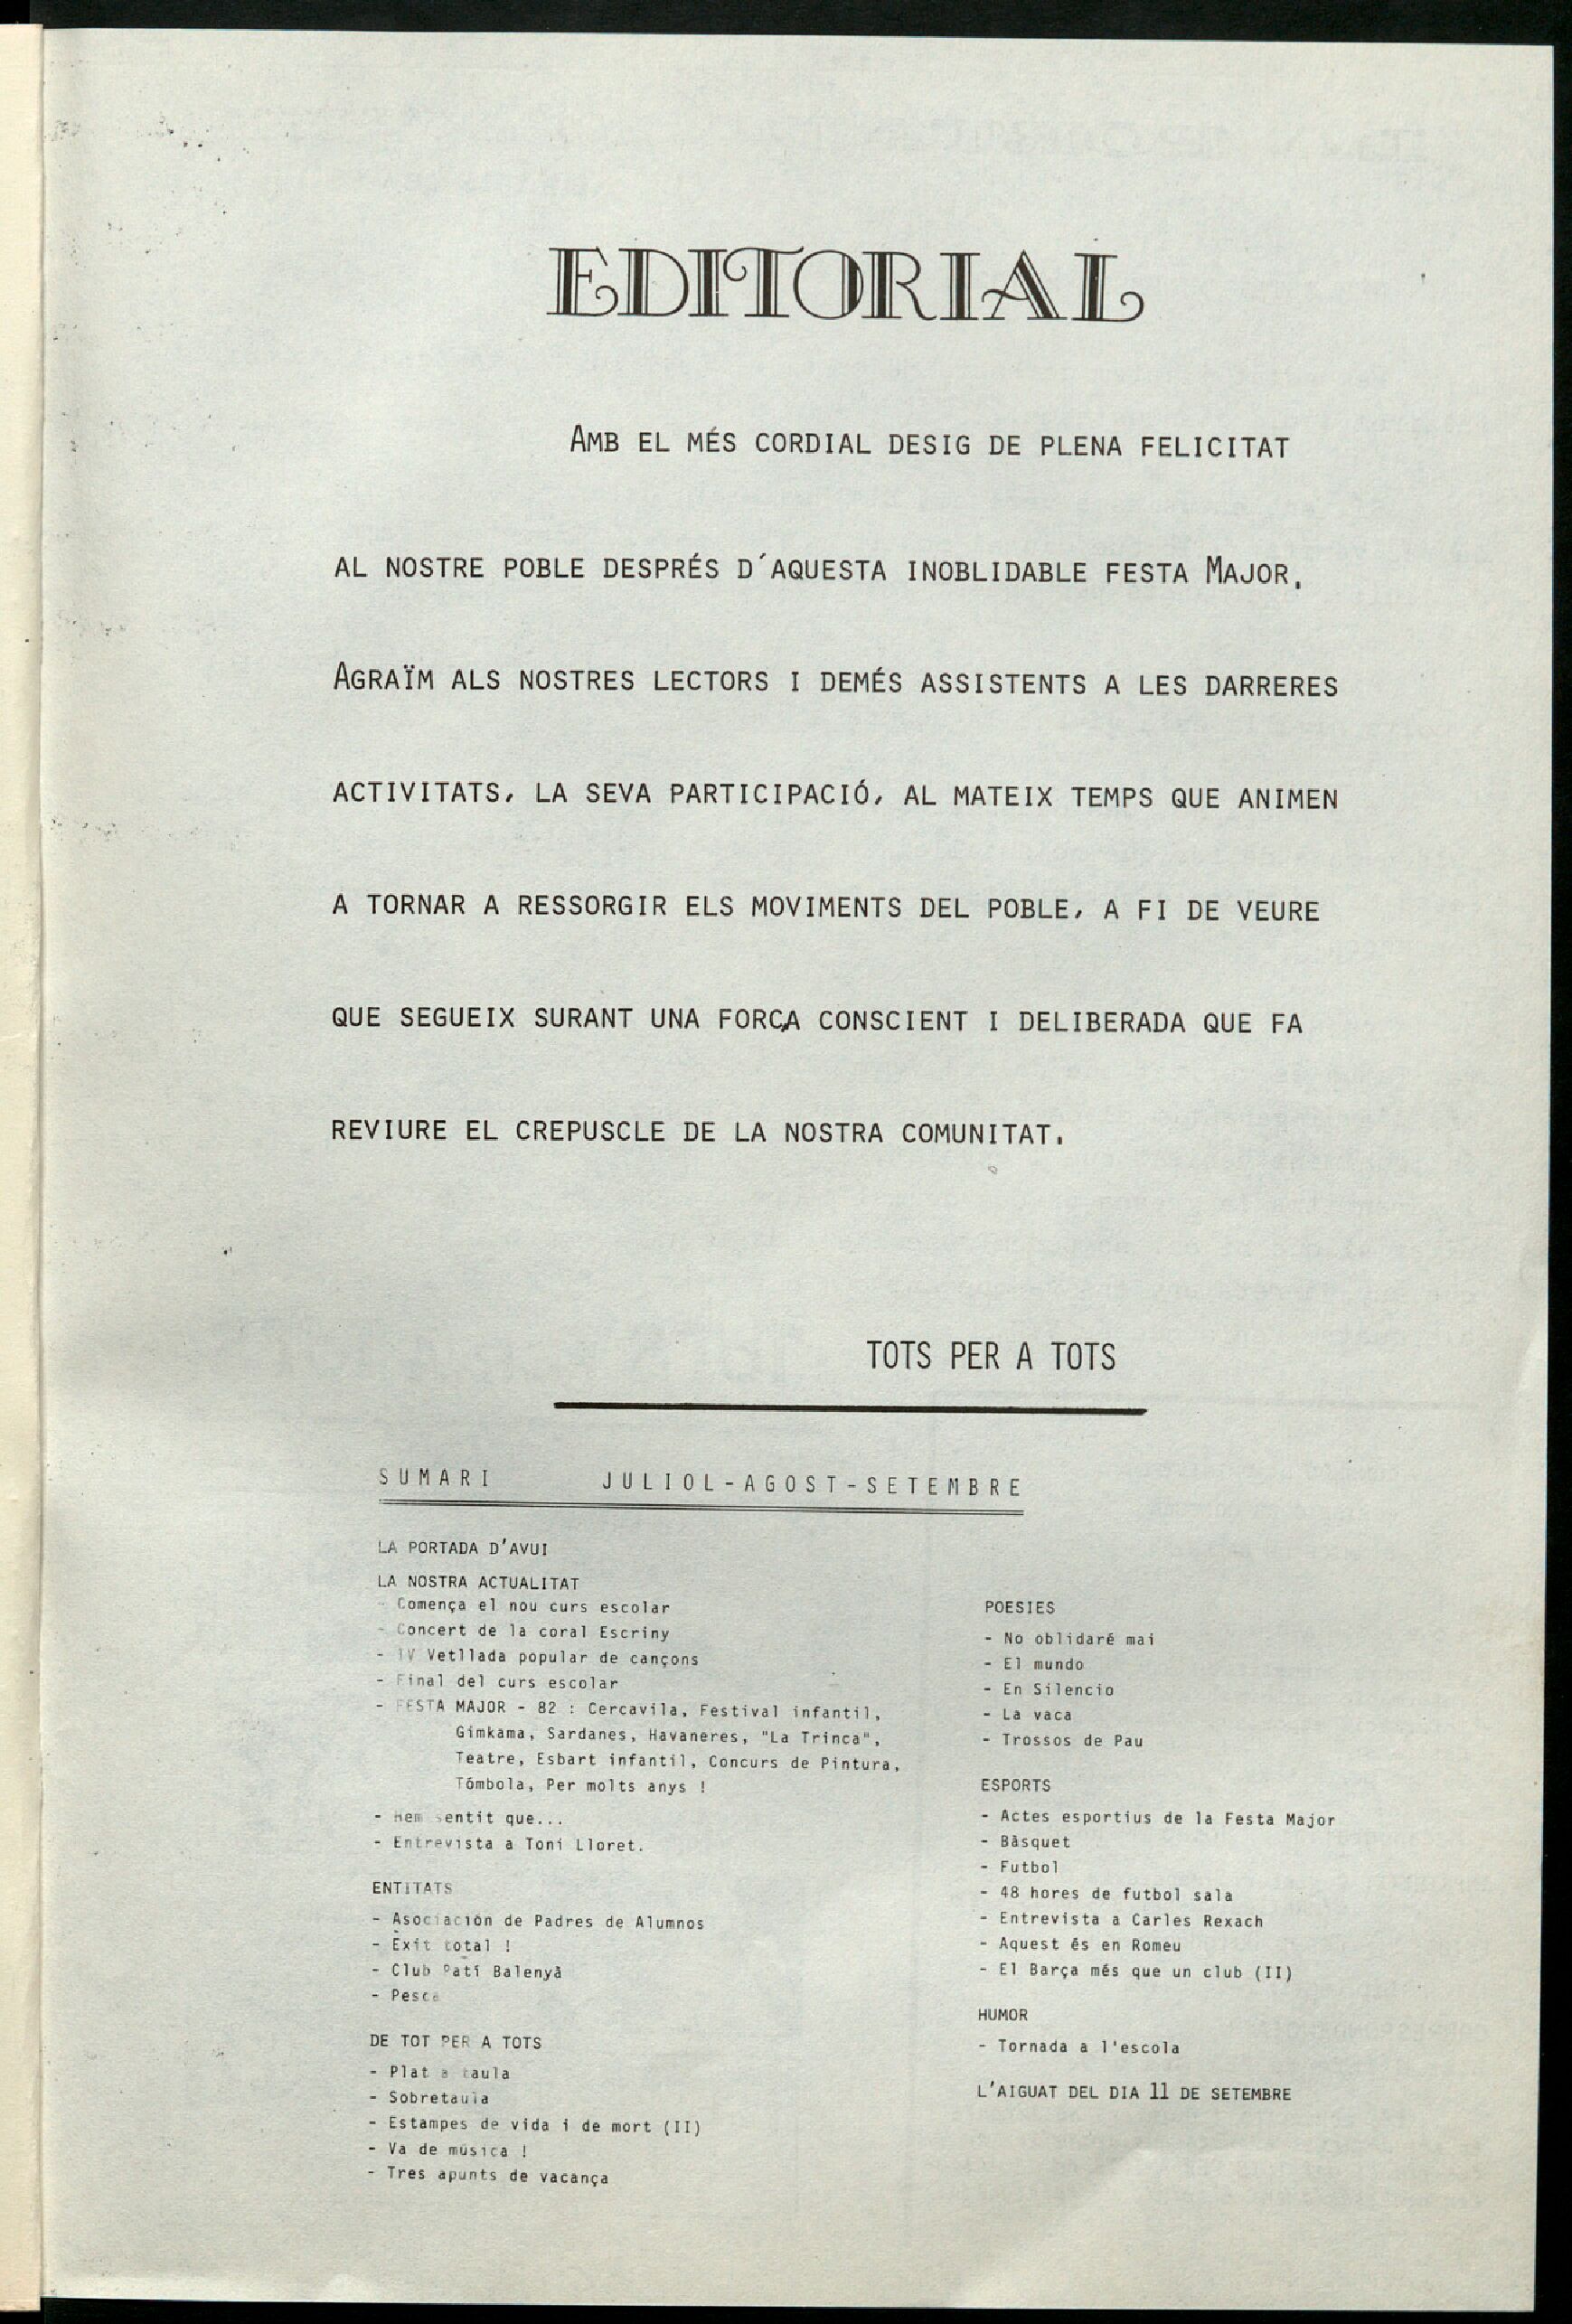 EDITORIAL
AMB EL MÉS CORDIAL DESIG DE PLENA FELICITAT
AL NOSTRE POBLE DESPRÉS D´AQUESTA INOBLIDABLE FESTA MAJOR.
AGRAÏM ALS NOSTRES LECTORS I DEMÉS ASSISTENTS A LES DARRERES
ACTIVITATS, LA SEVA PARTICIPACIÓ, AL MATEIX TEMPS QUE ANIMEN
A TORNAR A RESSORGIR ELS MOVIMENTS DEL POBLE, A FI DE VEURE
QUE SEGUEIX SURANT UNA FORÇA CONSCIENT I DELIBERADA QUE FA
REVIURE EL CREPUSCLE DE LA NOSTRA COMUNITAT.
TOTS PER A TOTS
SUMARI JULIOL-AGOST-SETEMBRE
LA PORTADA D'AVUI
LA NOSTRA ACTUALITAT
- Comença el nou curs escolar
- Concert de la coral Escriny
- IV Vetllada popular de cançons
- Final del curs escolar
- FESTA MAJOR - 82 : Cercavila, Festival infantil,
Gimkama, Sardanes, Havaneres, "La Trinca",
Teatre, Esbart infantil, Concurs de Pintura,
Tómbola, Per molts anys !
- Hem sentit que...
- Entrevista a Toni Lloret.
ENTITATS
- Asociación de Padres de Alumnos
- Èxit total !
- Club Patí Balenyà
- Pesca
DE TOT PER A TOTS
- Plat a taula
- Sobretaula
- Estampes de vida i de mort (II)
- Va de música !
- Tres apunts de vacança
POESIES
- No oblidaré mai
- El mundo
- En Silencio
- La vaca
- Trossos de Pau
ESPORTS
- Actes esportius de la Festa Major
- Bàsquet
- Futbol
- 48 hores de futbol sala
- Entrevista a Carles Rexach
- Aquest és en Romeu
- El Barça més que un club (II)
HUMOR
- Tornada a l'escola
L'AIGUAT DEL DIA 11 DE SETEMBRE